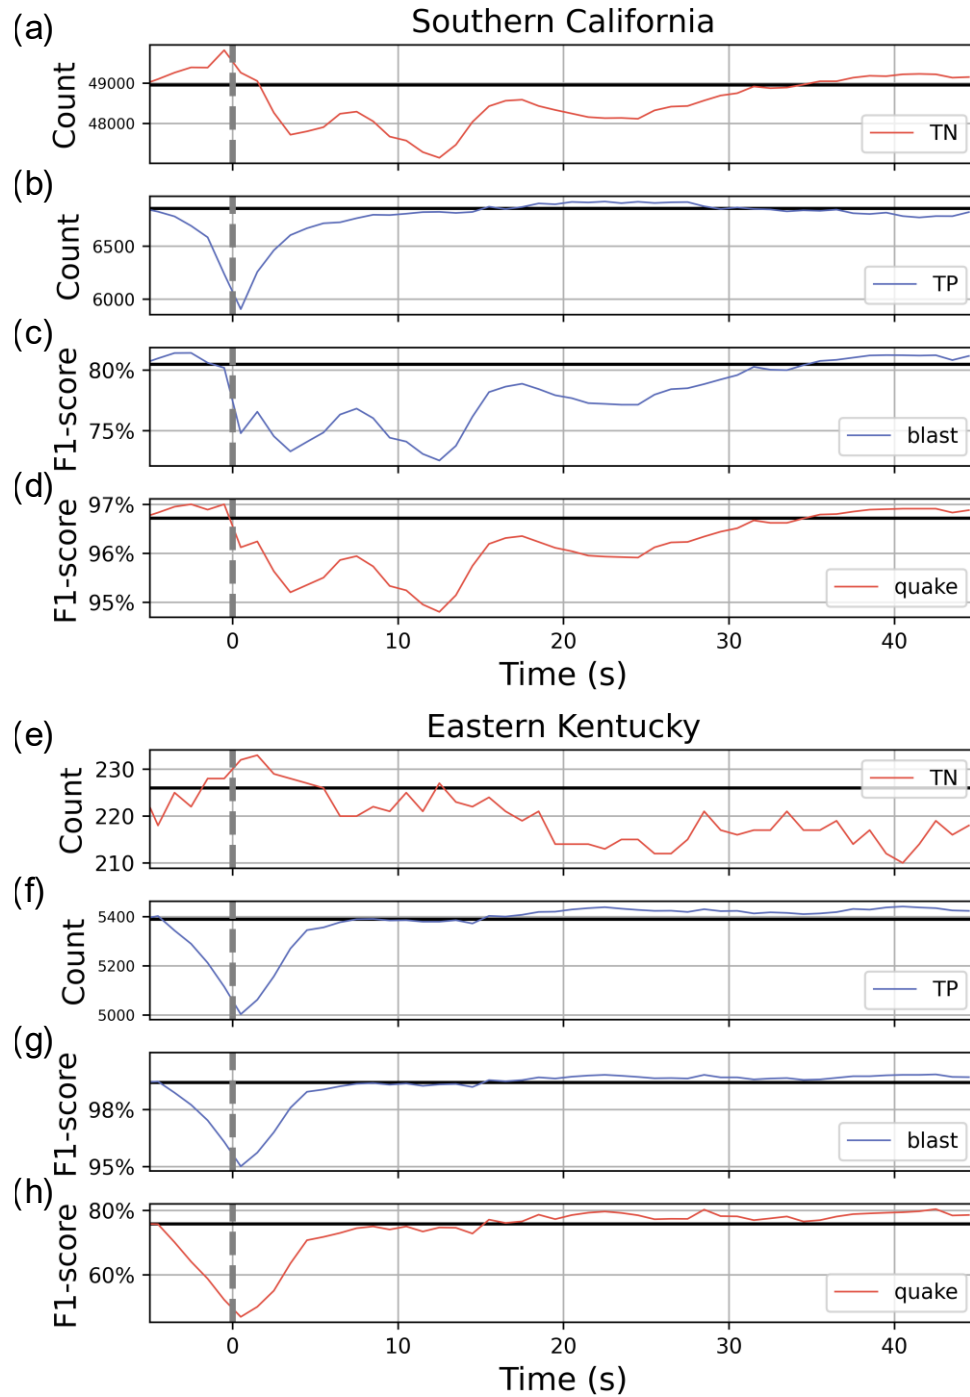 (a)
Southern California
Count
49000
48000
TN
(b)
Count
6500
6000
TP
(c)
F1-score
80%
75%
blast
(d)
F1-score
97%
96%
95%
quake
0 10 20 30 40
Time (s)
(e)
Eastern Kentucky
Count
230
220
210
TN
(f)
Count
5400
5200
5000
TP
(g)
F1-score
98%
95%
blast
(h)
F1-score
80%
60%
quake
0 10 20 30 40
Time (s)